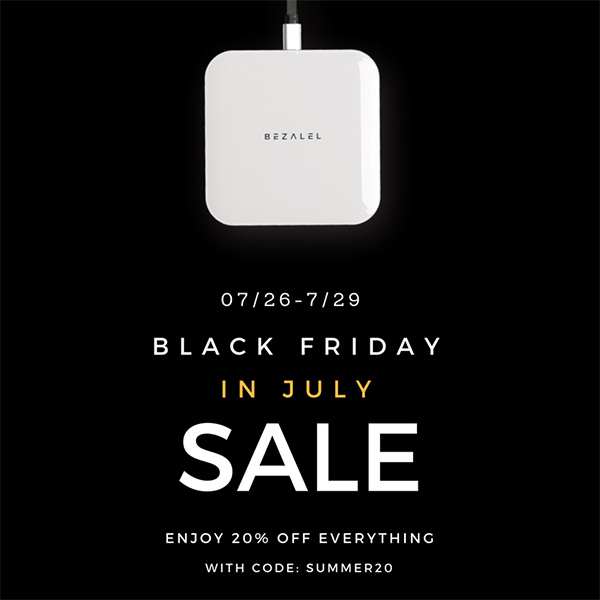 BEZALEL
07/26-7/29
BLACK FRIDAY
IN JULY
SALE
ENJOY 20% OFF EVERYTHING
WITH CODE: SUMMER20